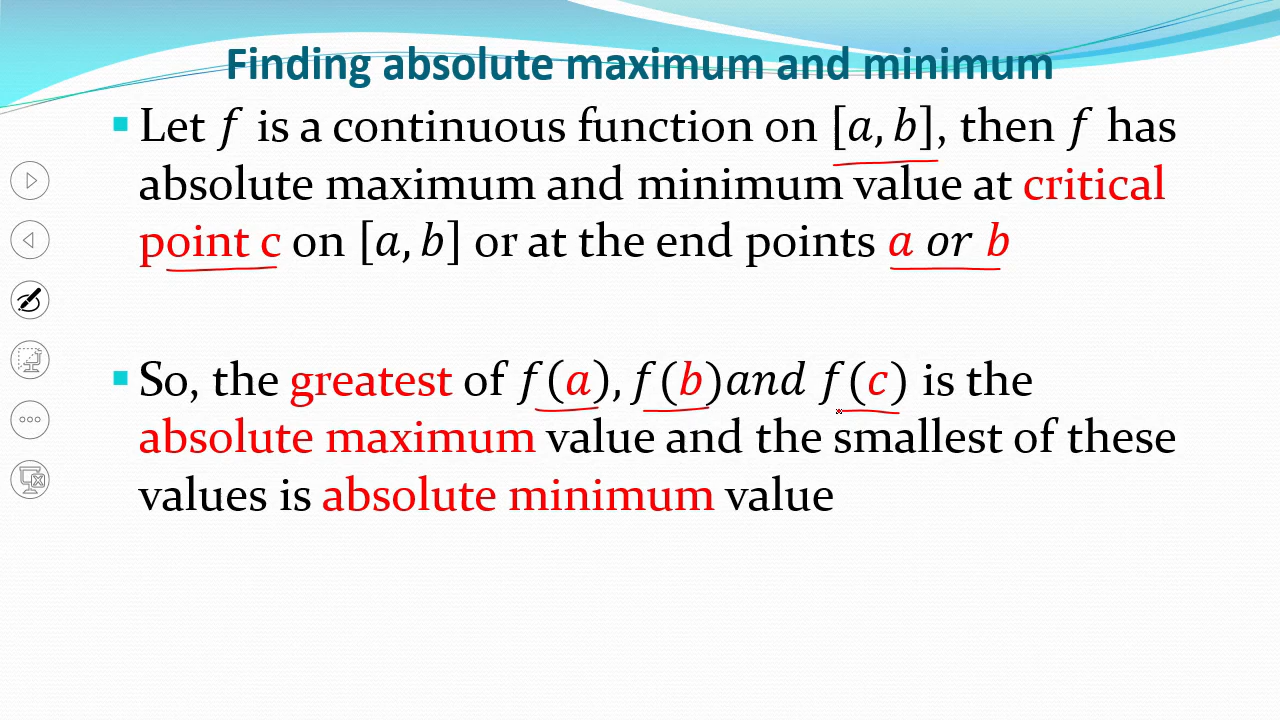 Finding absolute maximum and minimum
Let f is a continuous function on [a, b], then f has
absolute maximum and minimum value at critical
point c on [a, b] or at the end points a or b
So, the greatest of f(a), f(b)and f(c) is the
absolute maximum value and the smallest of these
values is absolute minimum value